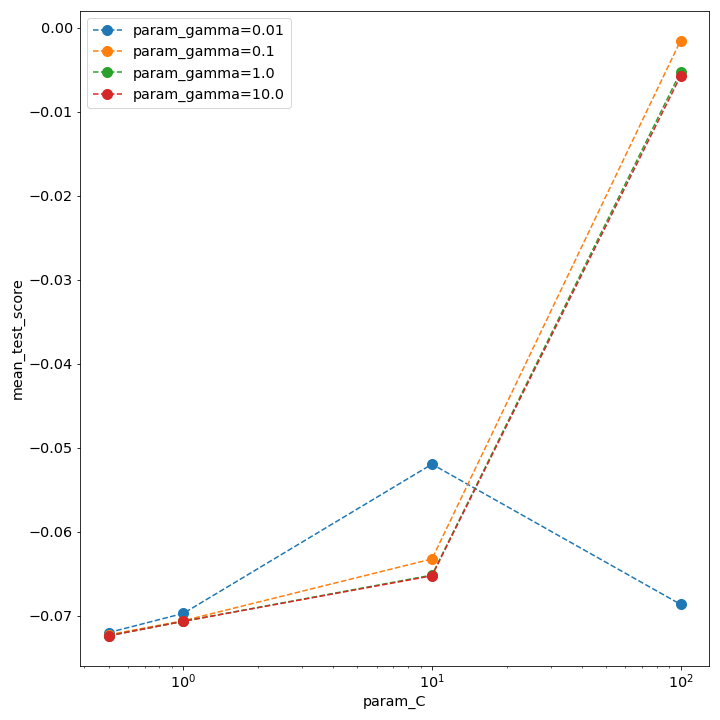 param_gamma=0.01
param_gamma=0.1
param_gamma=1.0
param_gamma=10.0
0.00
−0.01
−0.02
−0.03
−0.04
−0.05
−0.06
−0.07
mean_test_score
10⁰
10¹
10²
param_C